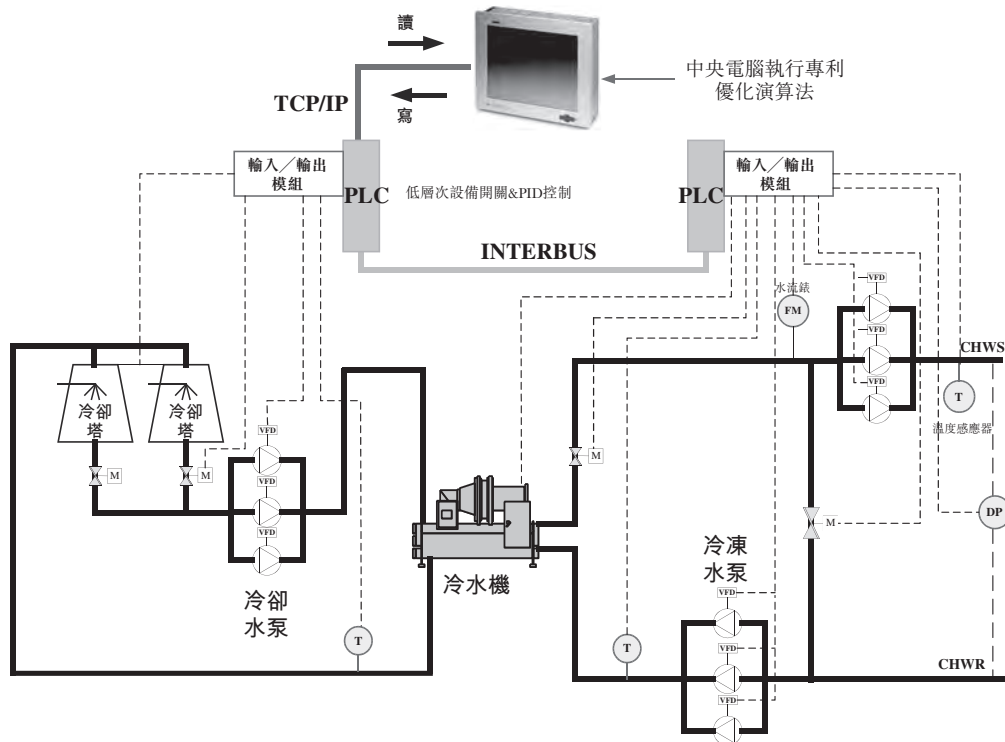 讀
TCP/IP
寫
中央電腦執行專利
優化演算法
輸入／輸出
模組
PLC
低層次設備開關&PID控制
PLC
輸入／輸出
模組
INTERBUS
水流錶
FM
VFD
VFD
VFD
CHWS
T
溫度感應器
冷卻
塔
冷卻
塔
M
M
VFD
VFD
VFD
冷卻
水泵
T
冷水機
M
M
DP
冷凍
水泵
VFD
VFD
VFD
T
CHWR